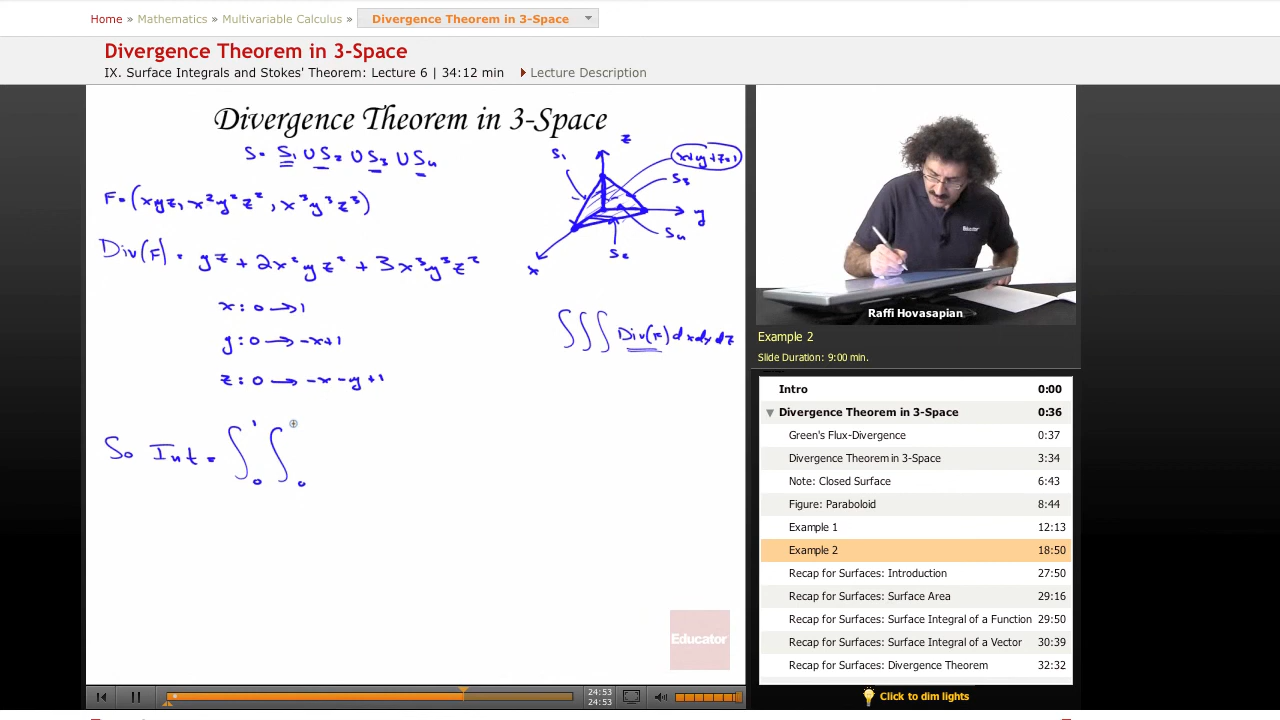 Home » Mathematics » Multivariable Calculus » Divergence Theorem in 3-Space
Divergence Theorem in 3-Space
IX. Surface Integrals and Stokes' Theorem: Lecture 6 | 34:12 min Lecture Description
Divergence Theorem in 3-Space
S = S₁ ∪ S₂ ∪ S₃ ∪ S₄
F = (xyz, x²y²z², x³y³z³)
Div(F) = yz + 2x²yz² + 3x³y³z²
x: 0 → 1
y: 0 → -x+1
z: 0 → -x-y+1
So Int = ∫₀¹ ∫₀
z
S₁
x+y+z=1
S₃
y
S₄
S₂
x
∫∫∫ Div(F) dxdydz
Educator
Educator
Raffi Hovasapian
Example 2
Slide Duration: 9:00 min.
Intro 0:00
Divergence Theorem in 3-Space 0:36
Green's Flux-Divergence 0:37
Divergence Theorem in 3-Space 3:34
Note: Closed Surface 6:43
Figure: Paraboloid 8:44
Example 1 12:13
Example 2 18:50
Recap for Surfaces: Introduction 27:50
Recap for Surfaces: Surface Area 29:16
Recap for Surfaces: Surface Integral of a Function 29:50
Recap for Surfaces: Surface Integral of a Vector 30:39
Recap for Surfaces: Divergence Theorem 32:32
24:53
24:53
Click to dim lights